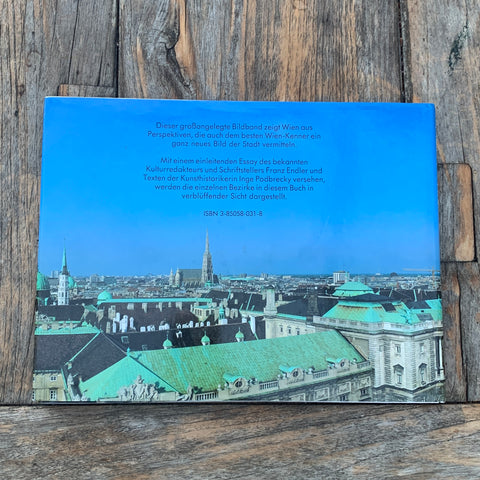 Dieser großangelegte Bildband zeigt Wien aus
Perspektiven, die auch dem besten Wien-Kenner ein
ganz neues Bild der Stadt vermitteln.
Mit einem einleitenden Essay des bekannten
Kulturredakteurs und Schriftstellers Franz Endler und
Texten der Kunsthistorikerin Inge Podbrecky versehen,
werden die einzelnen Bezirke in diesem Buch in
verblüffender Sicht dargestellt.
ISBN 3-85058-031-8